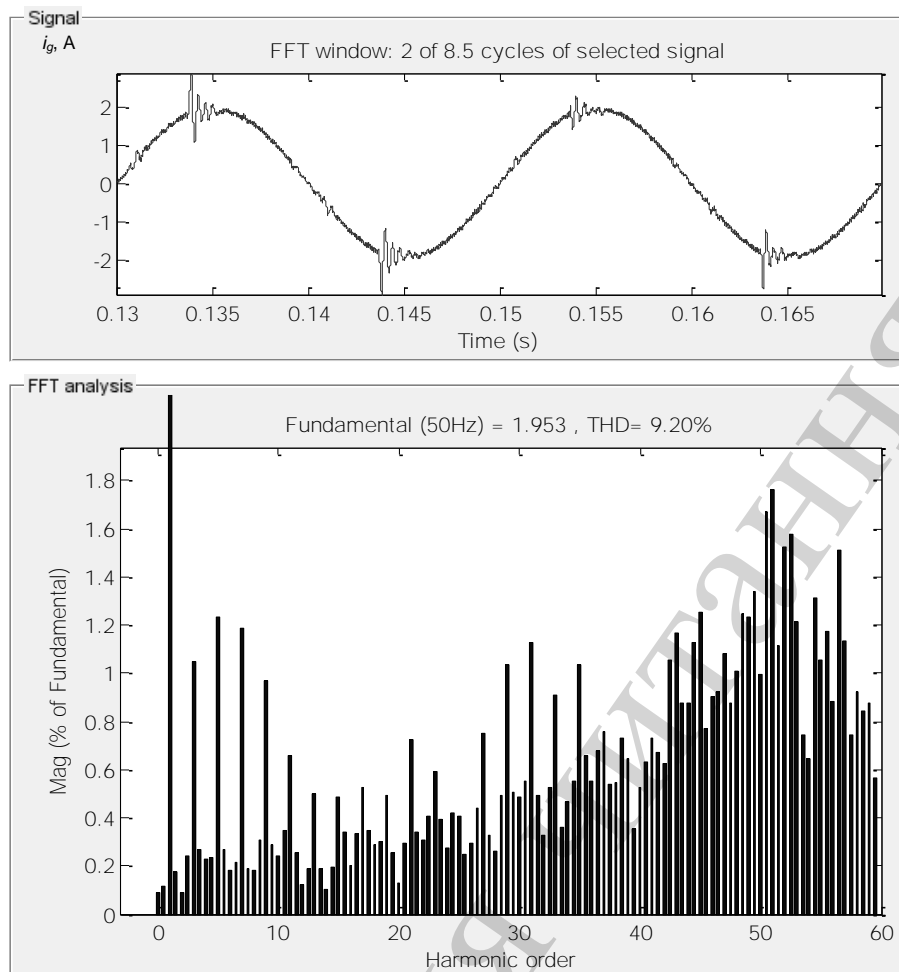 Signal
ig, A
FFT window: 2 of 8.5 cycles of selected signal
2
1
0
-1
-2
0.13 0.135 0.14 0.145 0.15 0.155 0.16 0.165
Time (s)
FFT analysis
Fundamental (50Hz) = 1.953 , THD= 9.20%
Mag (% of Fundamental)
1.8
1.6
1.4
1.2
1
0.8
0.6
0.4
0.2
0
0 10 20 30 40 50 60
Harmonic order
читання